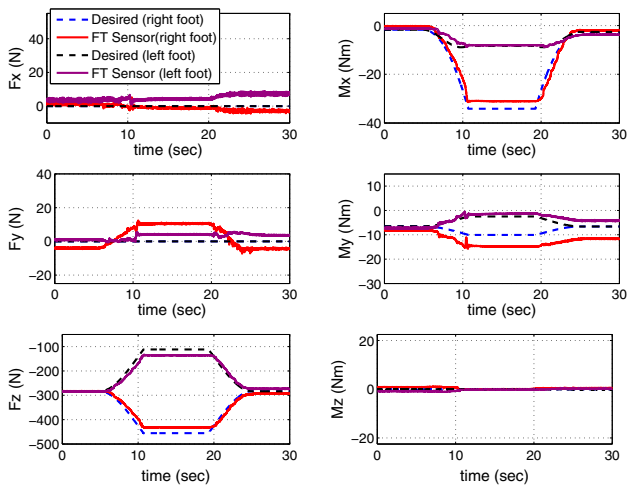 Desired (right foot)
FT Sensor(right foot)
Desired (left foot)
FT Sensor (left foot)
Fx (N)
40
20
0
0
10
20
30
time (sec)
Mx (Nm)
0
−20
−40
0
10
20
30
time (sec)
Fy (N)
40
20
0
−20
0
10
20
30
time (sec)
My (Nm)
10
0
−10
−20
−30
0
10
20
30
time (sec)
Fz (N)
−100
−200
−300
−400
−500
0
10
20
30
time (sec)
Mz (Nm)
20
0
−20
0
10
20
30
time (sec)